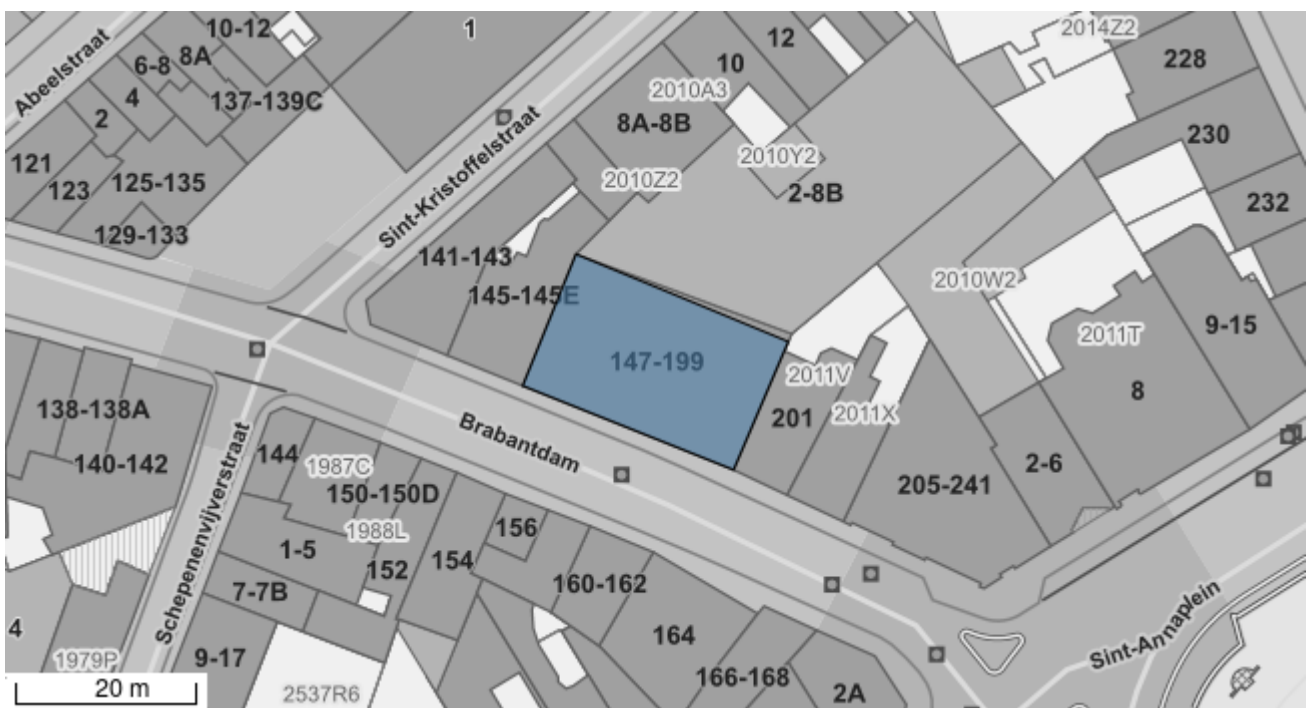 10-12
1
12
2014Z2
8A
6-8
10
228
Abeelstraat
4
137-139C
2010A3
2
Sint-Kristoffelstraat
8A-8B
230
121
2010Y2
125-135
123
2010Z2
2-8B
232
129-133
141-143
2010W2
145-145E
9-15
2011T
147-199
2011V
8
138-138A
2011X
201
Brabantdam
144
140-142
1987C
2-6
150-150D
205-241
156
1988L
1-5
154
152
160-162
7-7B
Schepenenvijverstraat
4
164
Sint-Annaplein
1979P
9-17
166-168
20 m
2537R6
2A